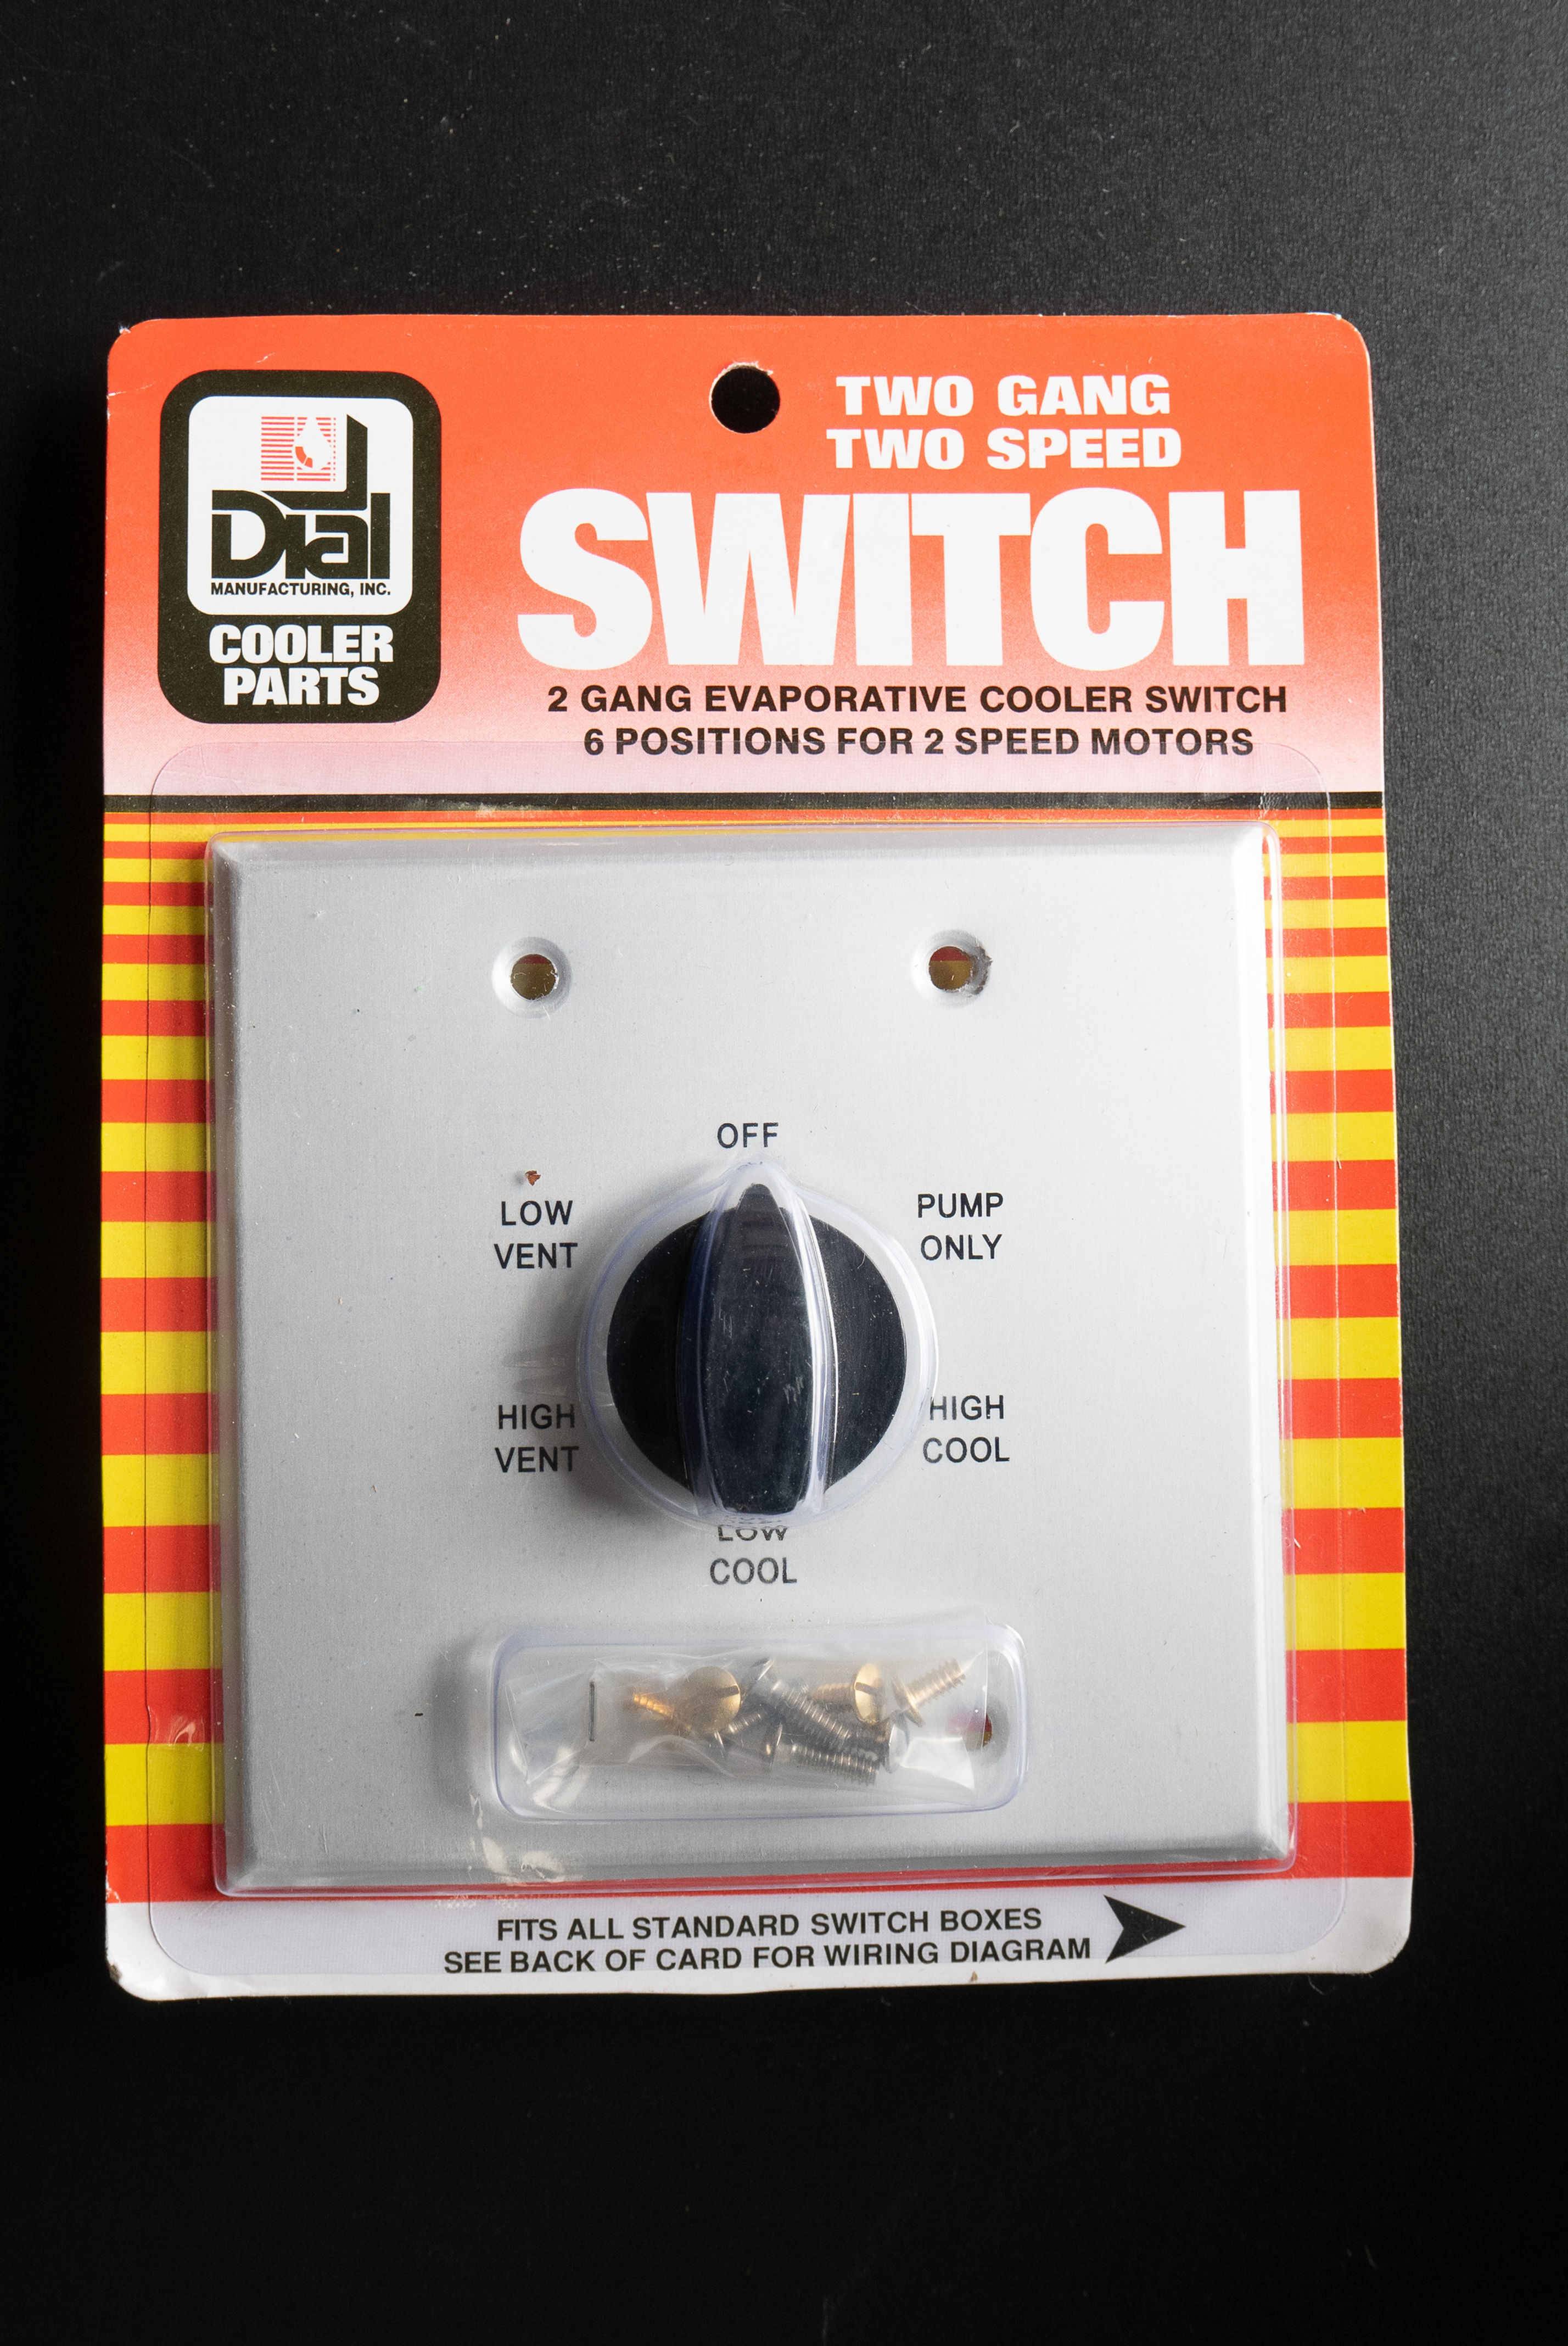 Dial
MANUFACTURING, INC.
COOLER
PARTS
TWO GANG
TWO SPEED
SWITCH
2 GANG EVAPORATIVE COOLER SWITCH
6 POSITIONS FOR 2 SPEED MOTORS
OFF
LOW
VENT
PUMP
ONLY
HIGH
VENT
HIGH
COOL
LOW
COOL
FITS ALL STANDARD SWITCH BOXES
SEE BACK OF CARD FOR WIRING DIAGRAM